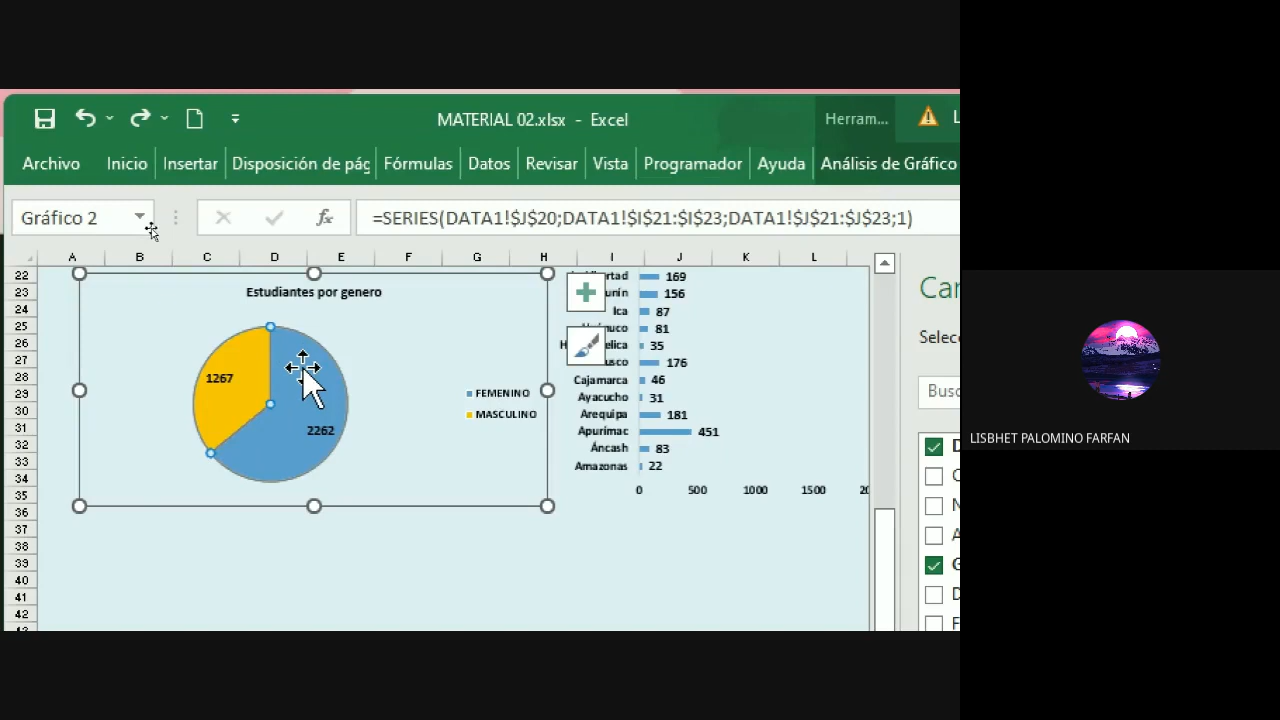 MATERIAL 02.xlsx - Excel
Herram...
L
Archivo
Inicio
Insertar
Disposición de pág
Fórmulas
Datos
Revisar
Vista
Programador
Ayuda
Análisis de Gráfico
Gráfico 2
fx
=SERIES(DATA1!$J$20;DATA1!$I$21:$I$23;DATA1!$J$21:$J$23;1)
A B C D E F G H I J K L
22
23
24
25
26
27
28
29
30
31
32
33
34
35
36
37
38
39
40
41
42
Estudiantes por genero
1267
2262
FEMENINO
MASCULINO
169
156
Ica 87
81
35
176
Cajamarca 46
Ayacucho 31
Arequipa 181
Apurímac 451
Áncash 83
Amazonas 22
0 500 1000 1500 20
Car
Selec
Busc
D
C
N
A
G
D
F
LISBHET PALOMINO FARFAN